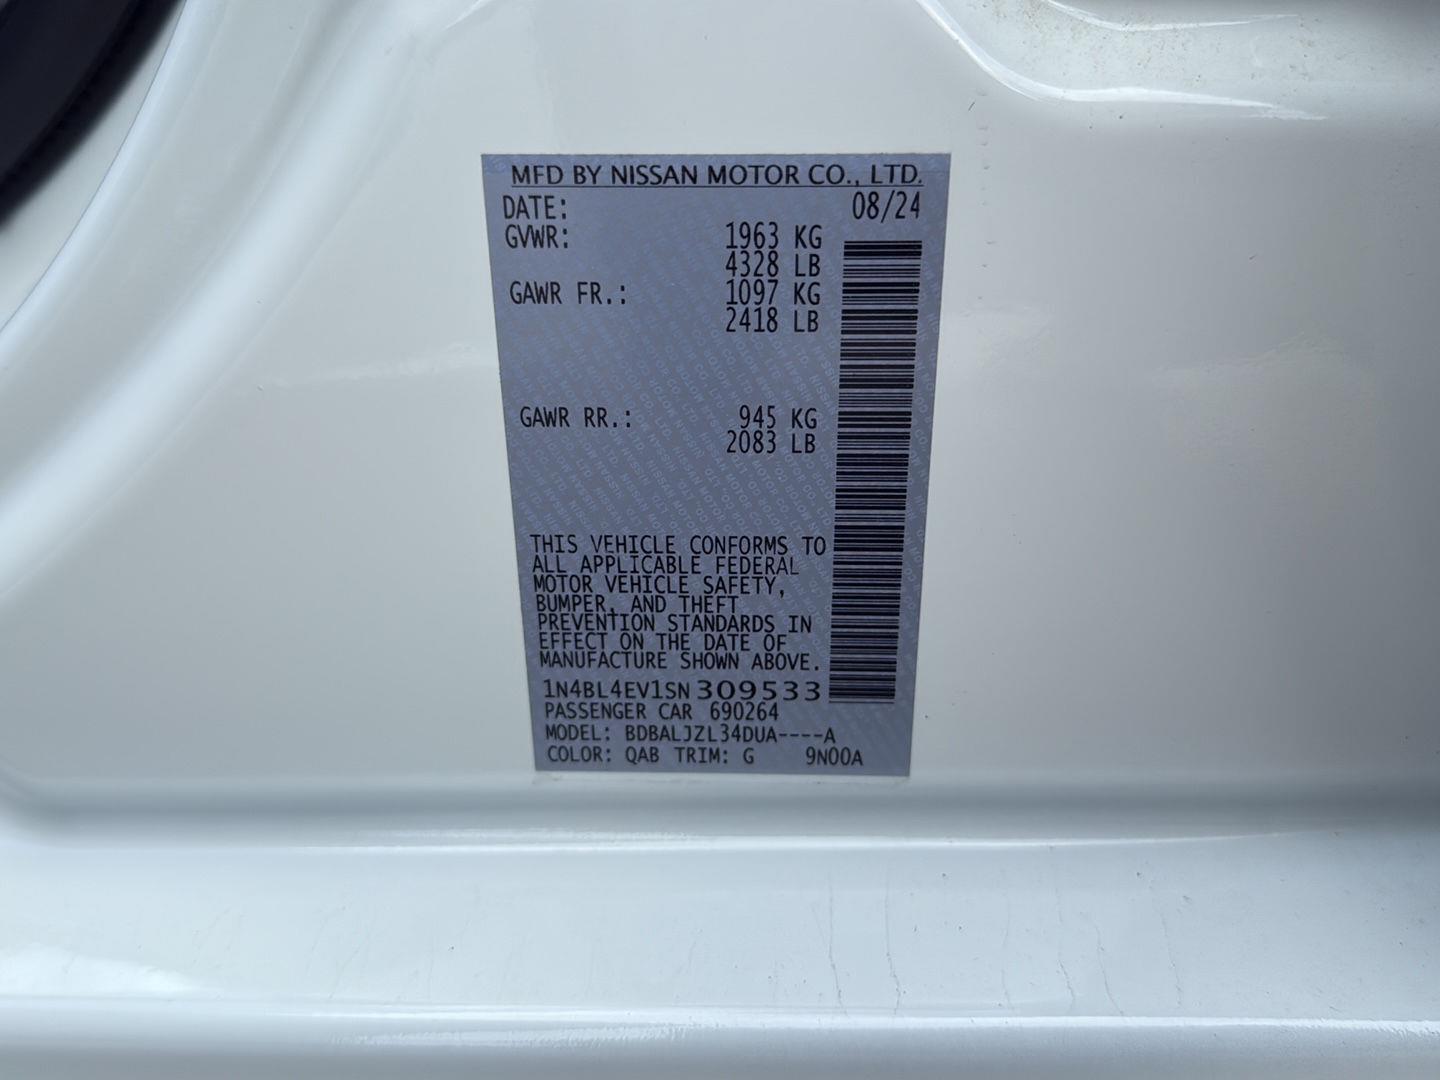 MFD BY NISSAN MOTOR CO., LTD.
DATE: 08/24
GVWR: 1963 KG
4328 LB
GAWR FR.: 1097 KG
2418 LB
GAWR RR.: 945 KG
2083 LB
THIS VEHICLE CONFORMS TO
ALL APPLICABLE FEDERAL
MOTOR VEHICLE SAFETY,
BUMPER, AND THEFT
PREVENTION STANDARDS IN
EFFECT ON THE DATE OF
MANUFACTURE SHOWN ABOVE.
1N4BL4EV1SN309533
PASSENGER CAR 690264
MODEL: BDBALJZL34DUA----A
COLOR: QAB TRIM: G 9N00A